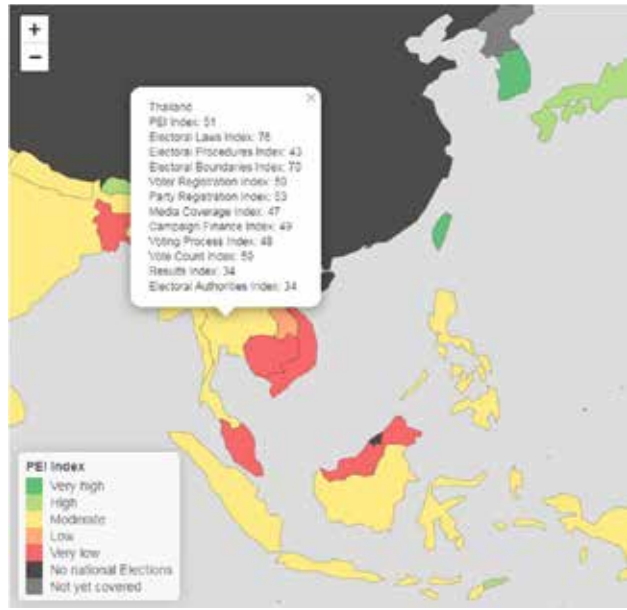 +
−
×
Thailand
PEI Index: 51
Electoral Laws Index: 76
Electoral Procedures Index: 43
Electoral Boundaries Index: 70
Voter Registration Index: 50
Party Registration Index: 53
Media Coverage Index: 47
Campaign Finance Index: 49
Voting Process Index: 48
Vote Count Index: 50
Results Index: 34
Electoral Authorities Index: 34
PEI Index
Very high
High
Moderate
Low
Very low
No national Elections
Not yet covered